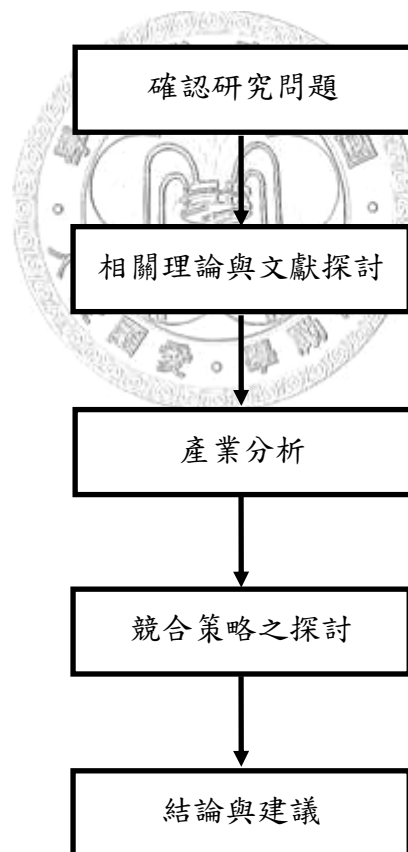 確認研究問題
相關理論與文獻探討
產業分析
競合策略之探討
結論與建議